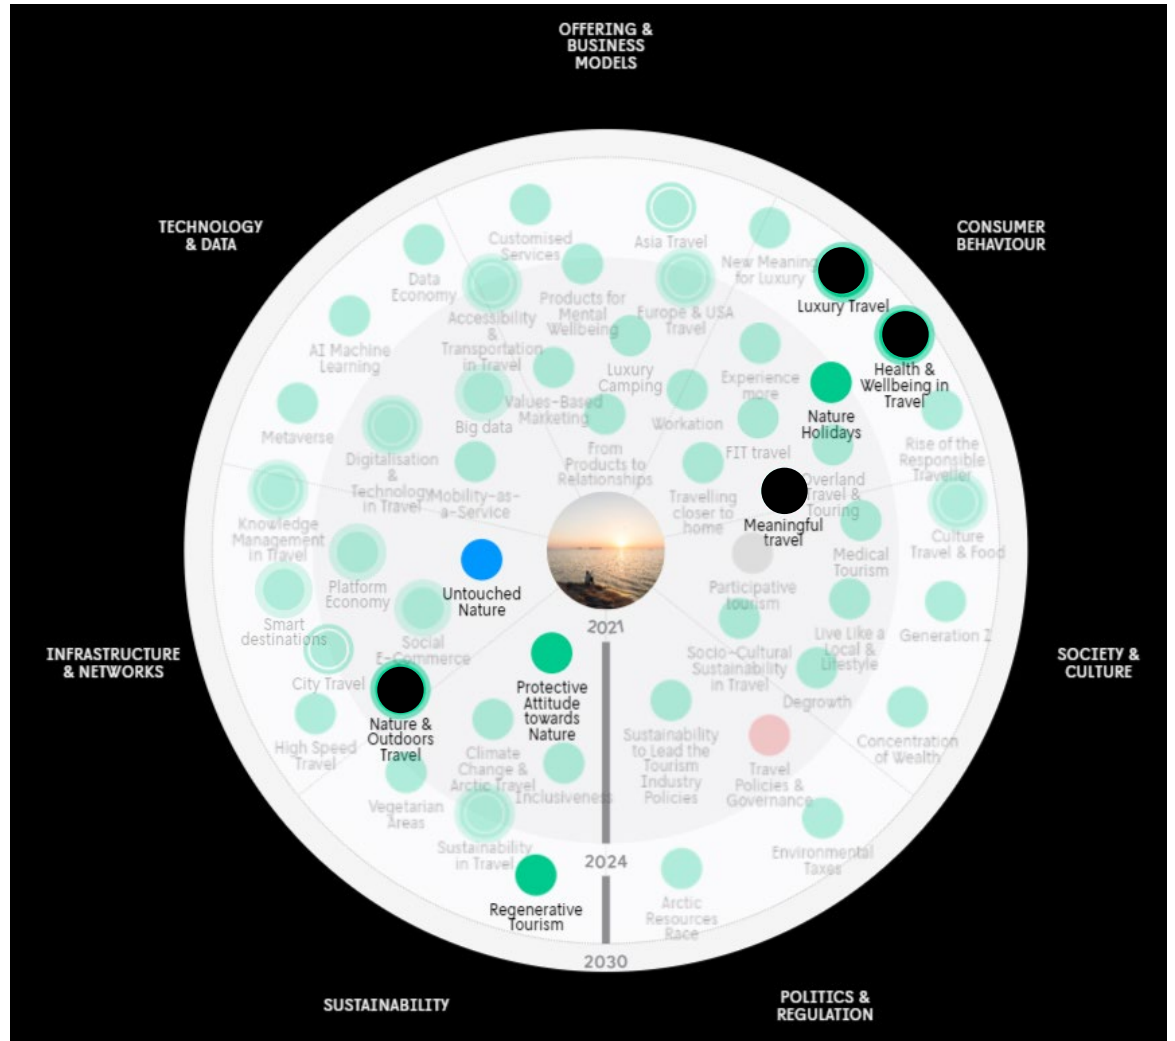 OFFERING &
BUSINESS
MODELS
TECHNOLOGY
& DATA
CONSUMER
BEHAVIOUR
INFRASTRUCTURE
& NETWORKS
SOCIETY &
CULTURE
SUSTAINABILITY
POLITICS &
REGULATION
Customised
Services
Asia Travel
New Meaning
for Luxury
Luxury Travel
Data
Economy
Accessibility
&
Transportation
in Travel
Products for
Mental
Wellbeing
Europe & USA
Travel
Health &
Wellbeing in
Travel
AI Machine
Learning
Luxury
Camping
Experience
more
Nature
Holidays
Metaverse
Big data
Values-Based
Marketing
Workation
FIT travel
Rise of the
Responsible
Traveller
Digitalisation
&
Technology
in Travel
Mobility-as-
a-Service
From
Products to
Relationships
Travelling
closer to
home
Overland
Travel &
Touring
Meaningful
travel
Knowledge
Management
in Travel
Culture
Travel & Food
Medical
Tourism
Platform
Economy
Untouched
Nature
Participative
tourism
Smart
destinations
Social
E-Commerce
2021
Socio-Cultural
Sustainability
in Travel
Live Like a
Local &
Lifestyle
Generation Z
City Travel
Protective
Attitude
towards
Nature
Degrowth
Nature &
Outdoors
Travel
High Speed
Travel
Climate
Change &
Arctic Travel
Inclusiveness
Sustainability
to Lead the
Tourism
Industry
Policies
Travel
Policies &
Governance
Concentration
of Wealth
Vegetarian
Areas
Sustainability
in Travel
2024
Environmental
Taxes
Regenerative
Tourism
Arctic
Resources
Race
2030